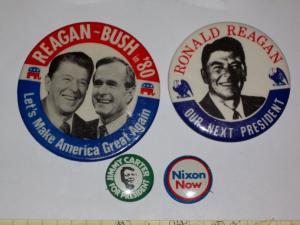 REAGAN-BUSH in '80
Let's Make America Great Again
RONALD REAGAN
OUR NEXT PRESIDENT
JIMMY CARTER
FOR PRESIDENT
Nixon
Now